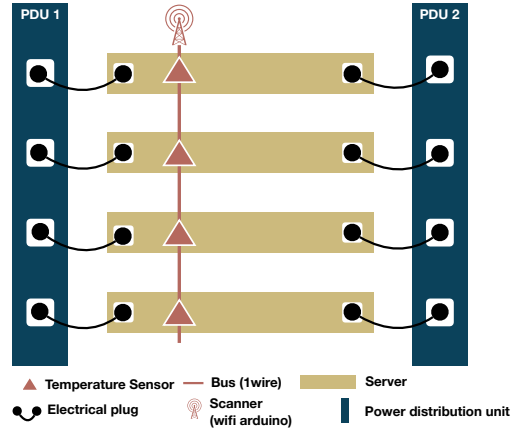 PDU 1
PDU 2
Temperature Sensor
Bus (1wire)
Server
Electrical plug
Scanner
(wifi arduino)
Power distribution unit